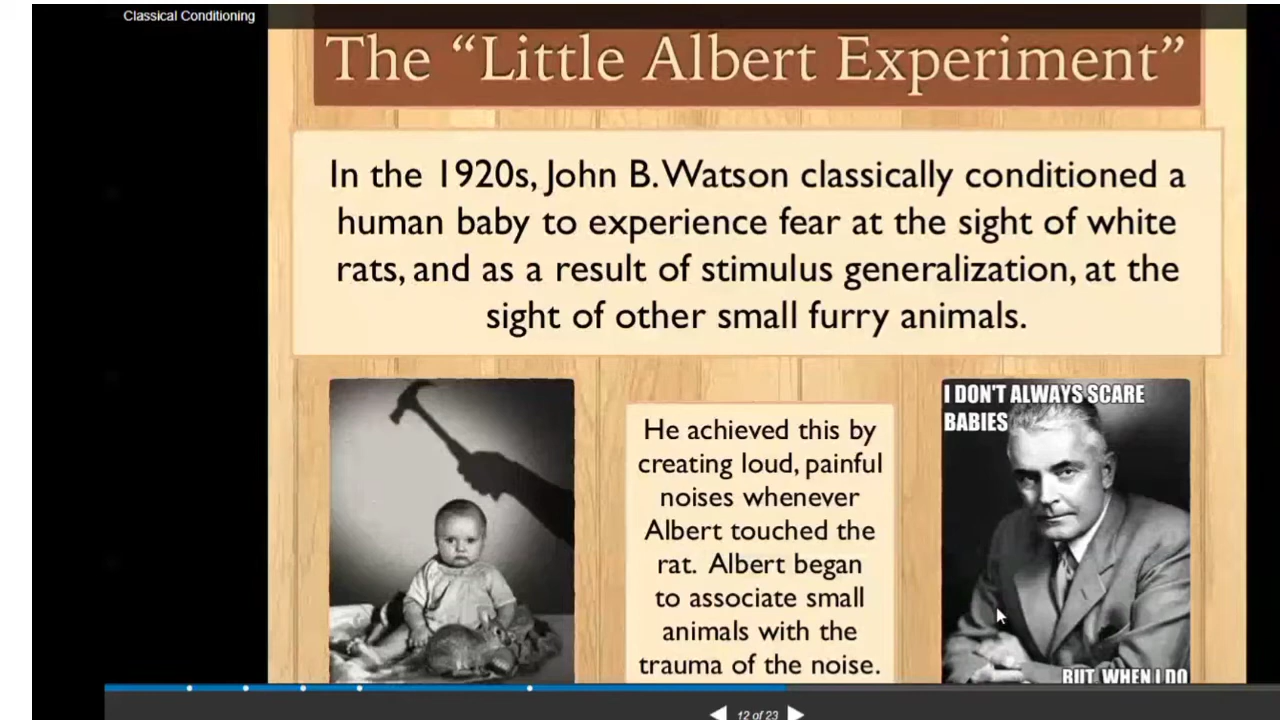 Classical Conditioning
The “Little Albert Experiment”
In the 1920s, John B. Watson classically conditioned a
human baby to experience fear at the sight of white
rats, and as a result of stimulus generalization, at the
sight of other small furry animals.
He achieved this by
creating loud, painful
noises whenever
Albert touched the
rat. Albert began
to associate small
animals with the
trauma of the noise.
I DON'T ALWAYS SCARE
BABIES
BUT, WHEN I DO
12 of 23